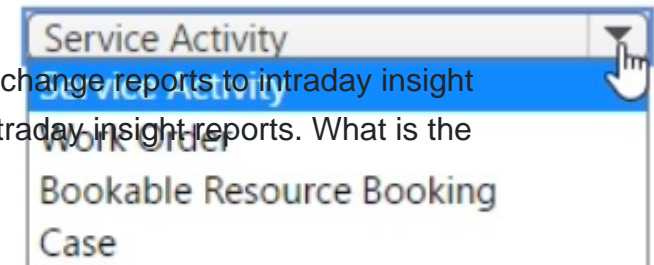 Service Activity
change reports to intraday insight
Service Activity
traday insight reports. What is the
Work Order
Bookable Resource Booking
Case